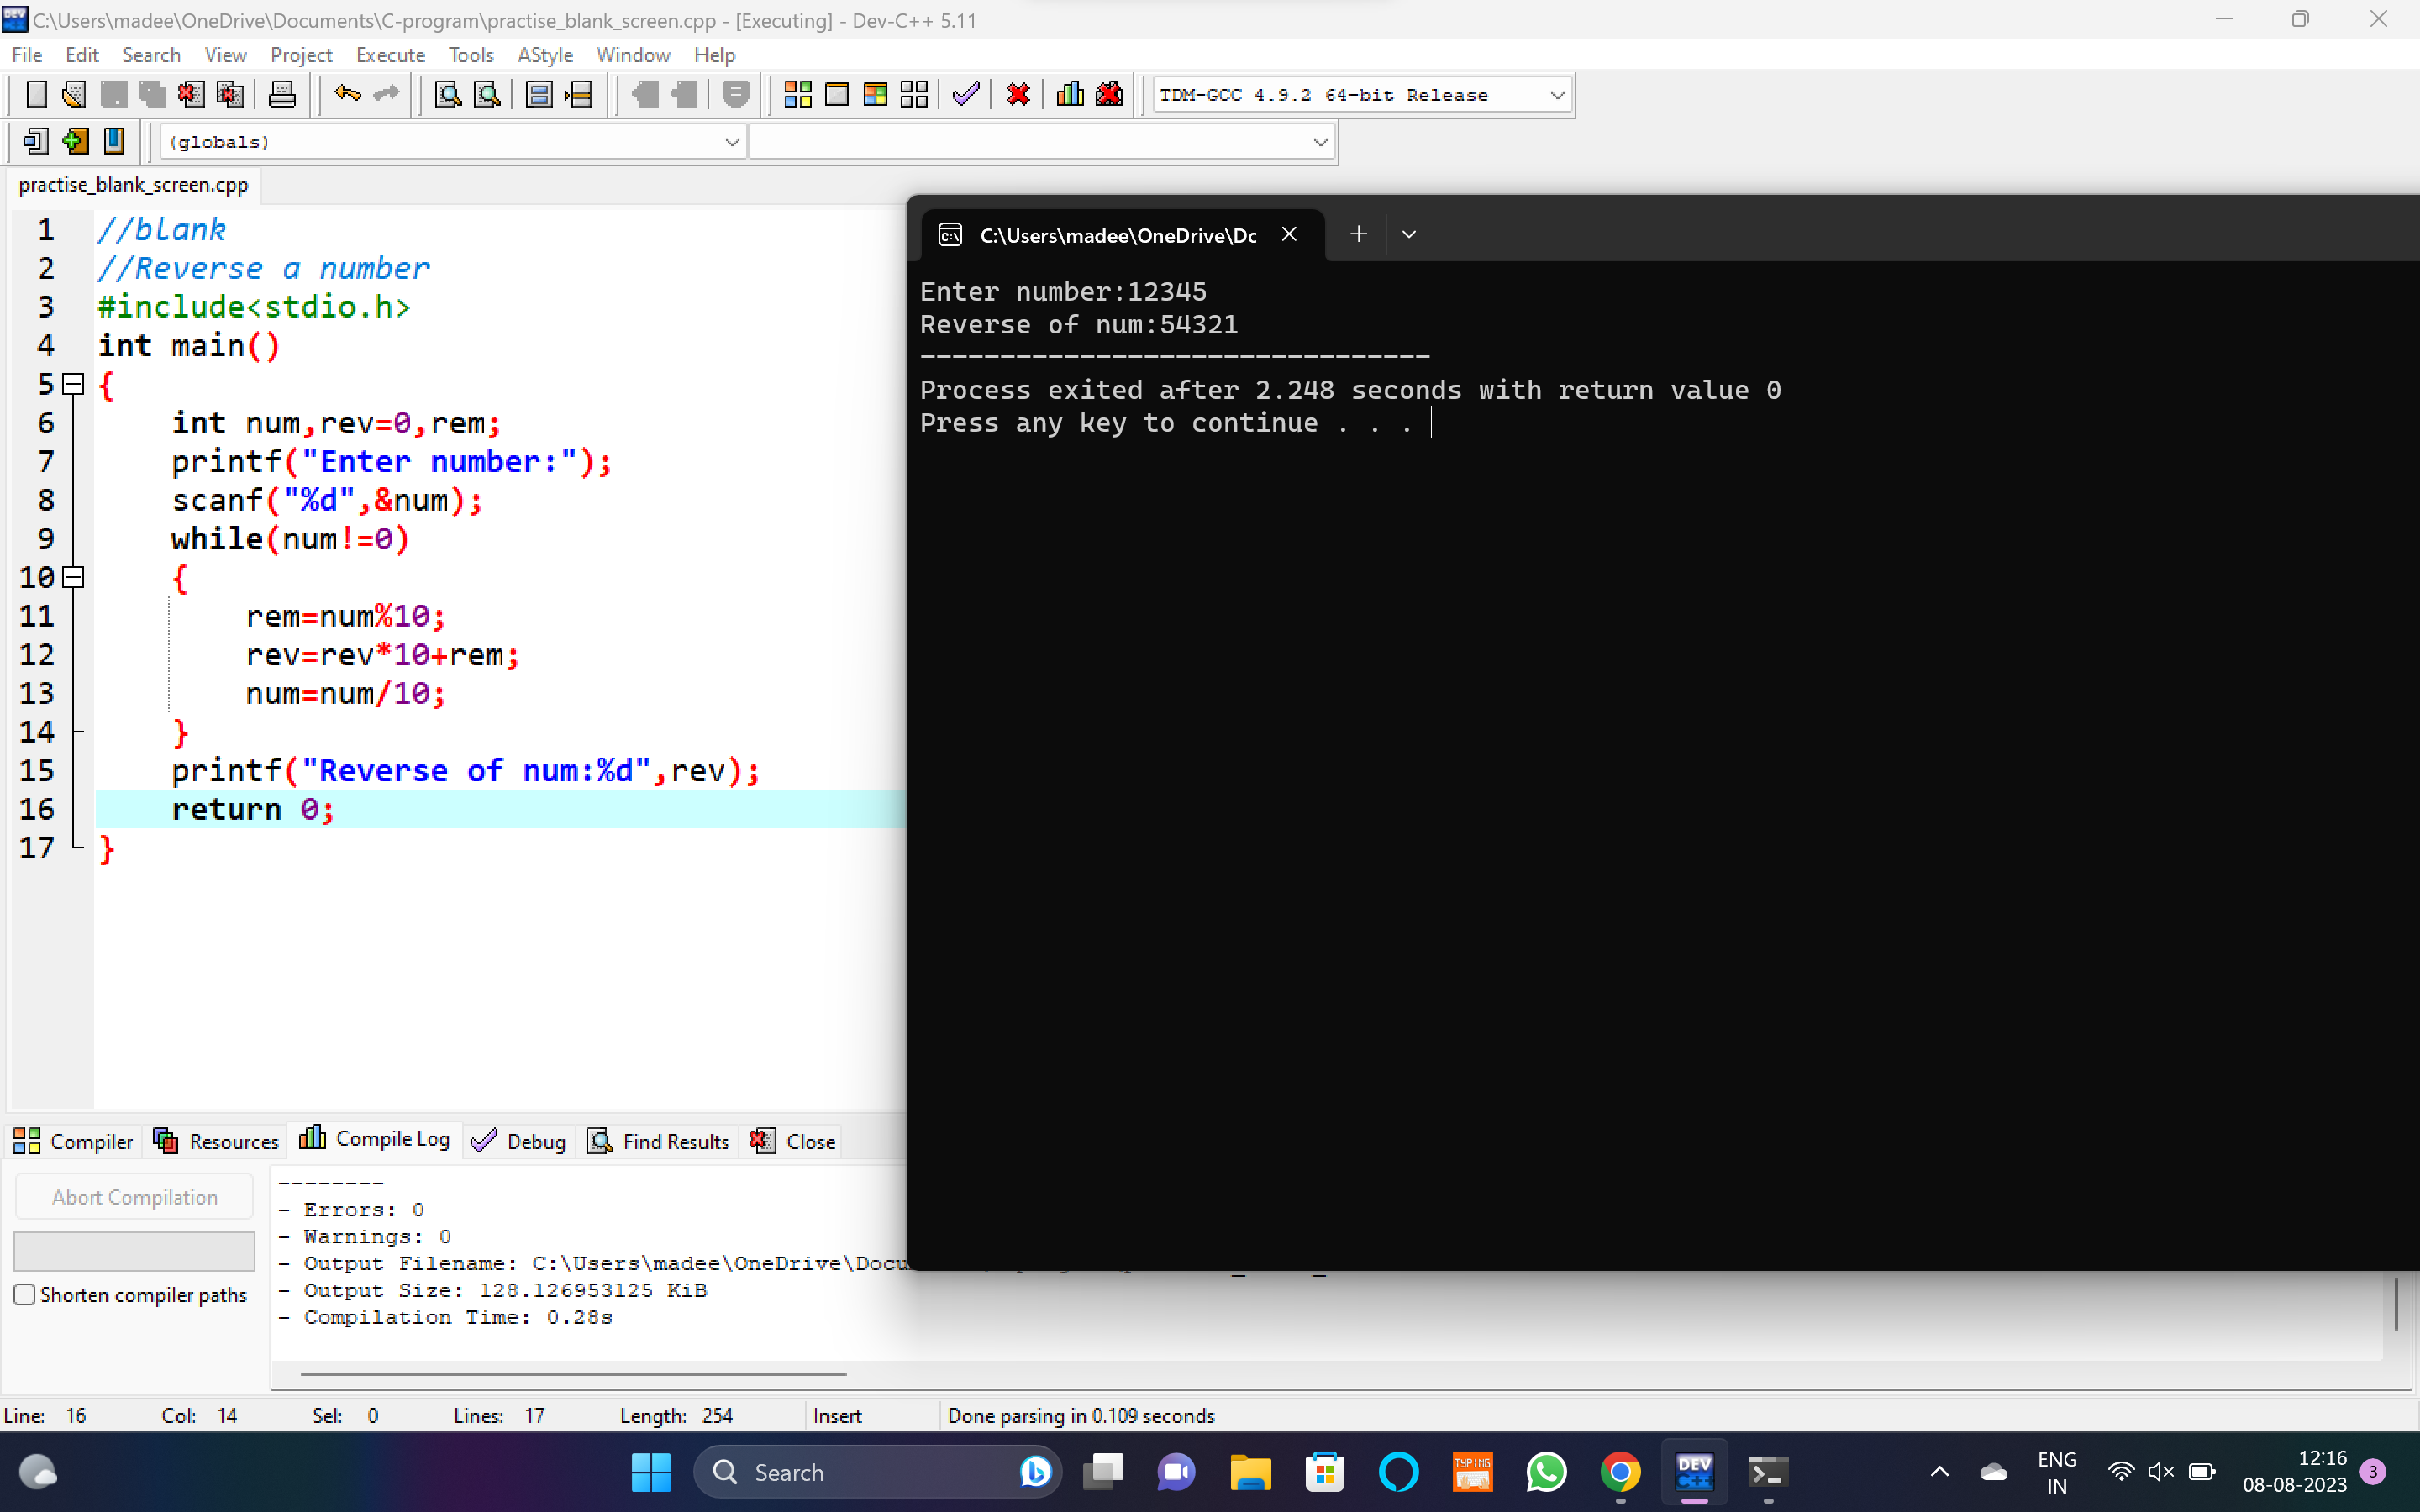 C:\Users\madee\OneDrive\Documents\C-program\practise_blank_screen.cpp - [Executing] - Dev-C++ 5.11
File Edit Search View Project Execute Tools AStyle Window Help
TDM-GCC 4.9.2 64-bit Release
(globals)
practise_blank_screen.cpp
1 //blank
2 //Reverse a number
3 #include<stdio.h>
4 int main()
5 {
6 int num,rev=0,rem;
7 printf("Enter number:");
8 scanf("%d",&num);
9 while(num!=0)
10 {
11 rem=num%10;
12 rev=rev*10+rem;
13 num=num/10;
14 }
15 printf("Reverse of num:%d",rev);
16 return 0;
17 }
C:\Users\madee\OneDrive\Dc
Enter number:12345
Reverse of num:54321
--------------------------------
Process exited after 2.248 seconds with return value 0
Press any key to continue . . .
Compiler Resources Compile Log Debug Find Results Close
Abort Compilation
Shorten compiler paths
--------
- Errors: 0
- Warnings: 0
- Output Filename: C:\Users\madee\OneDrive\Docu
- Output Size: 128.126953125 KiB
- Compilation Time: 0.28s
Line: 16 Col: 14 Sel: 0 Lines: 17 Length: 254 Insert Done parsing in 0.109 seconds
Search
TYPING
DEV C++
ENG
IN
12:16
08-08-2023
3